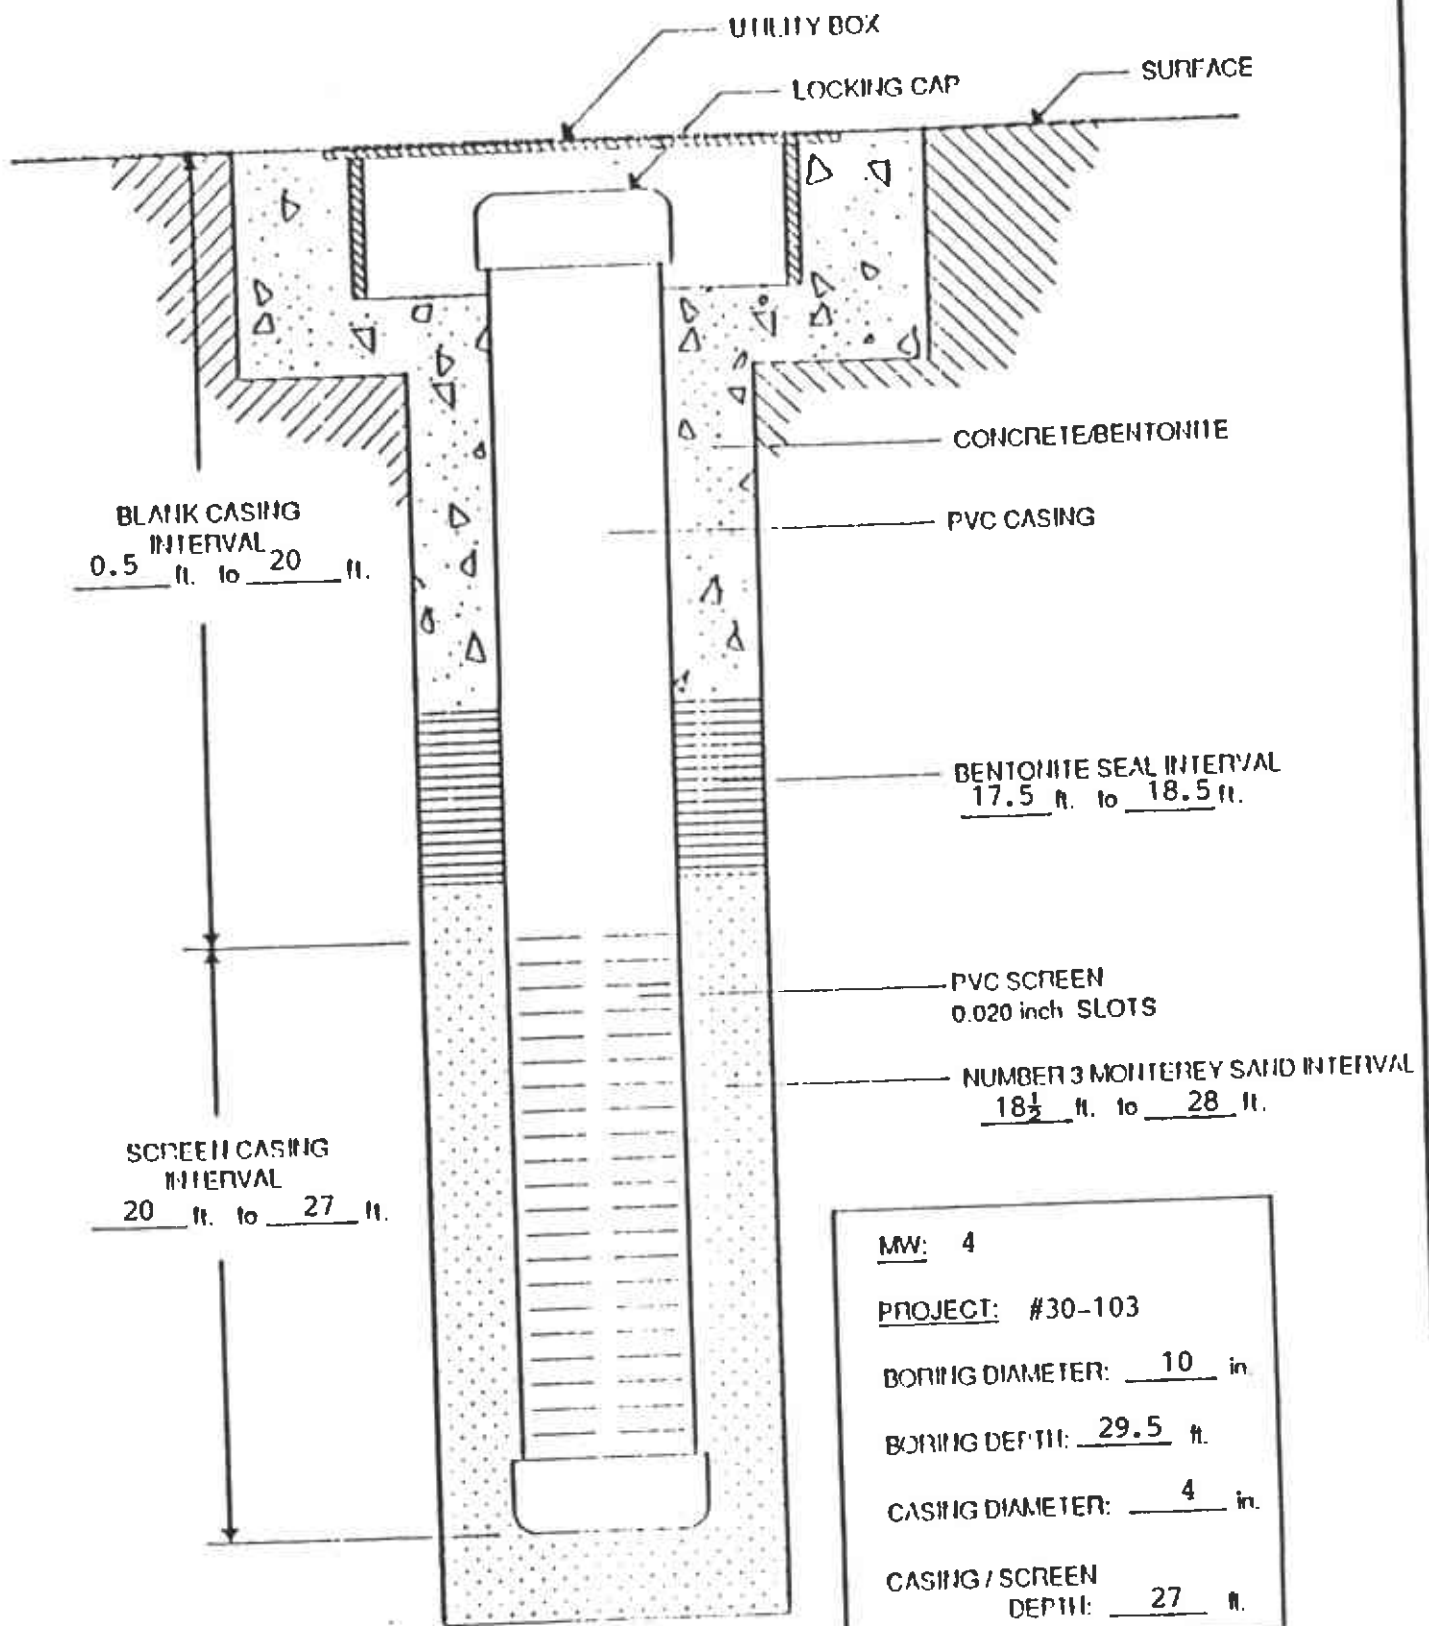 UTILITY BOX
LOCKING CAP
SURFACE
CONCRETE/BENTONITE
BLANK CASING
INTERVAL
0.5 ft. to 20 ft.
PVC CASING
BENTONITE SEAL INTERVAL
17.5 ft. to 18.5 ft.
PVC SCREEN
0.020 inch SLOTS
NUMBER 3 MONTEREY SAND INTERVAL
18½ ft. to 28 ft.
SCREEN CASING
INTERVAL
20 ft. to 27 ft.
MW: 4
PROJECT: #30-103
BORING DIAMETER: 10 in.
BORING DEPTH: 29.5 ft.
CASING DIAMETER: 4 in.
CASING / SCREEN
DEPTH: 27 ft.